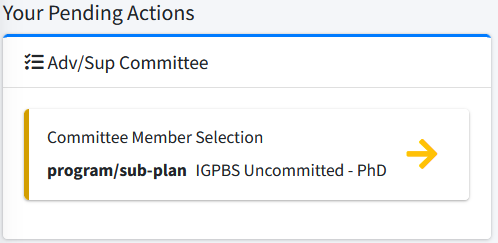 Your Pending Actions
Adv/Sup Committee
Committee Member Selection
program/sub-plan IGPBS Uncommitted - PhD